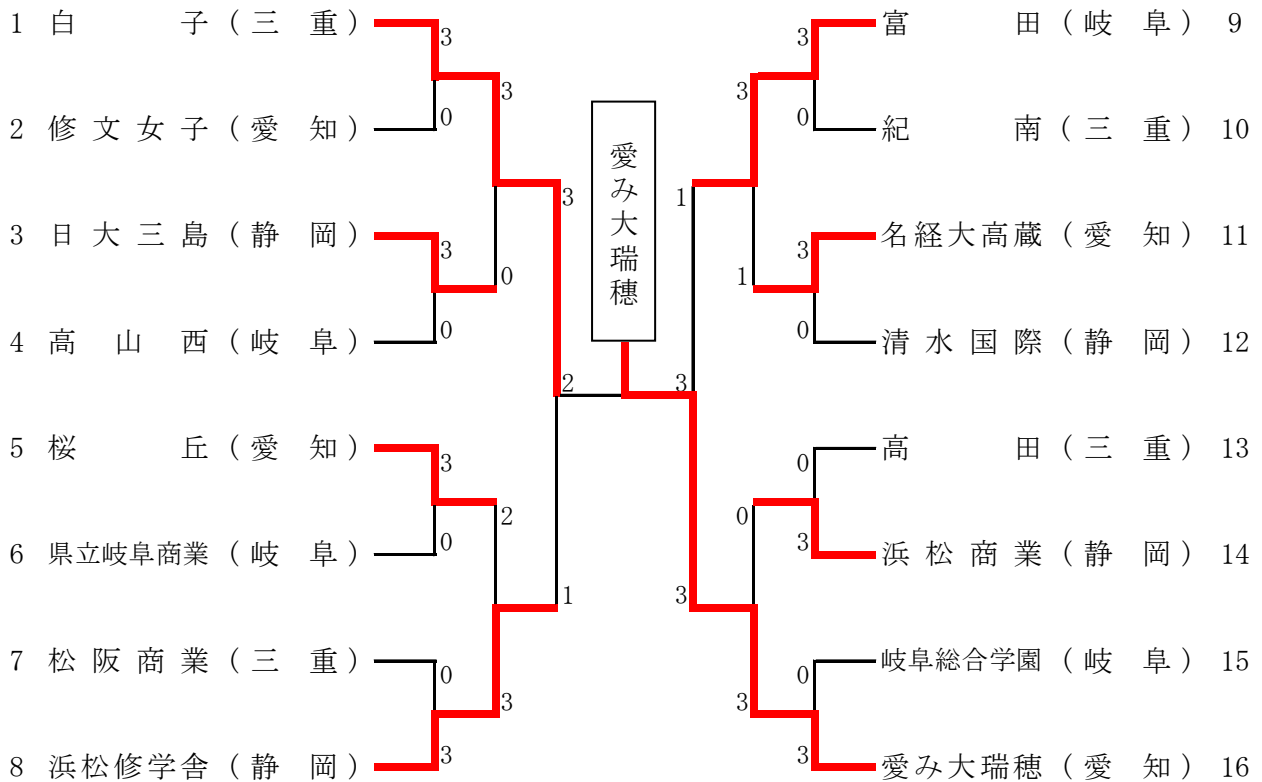 1 白子(三重)
2 修文女子(愛知)
3 日大三島(静岡)
4 高山西(岐阜)
5 桜丘(愛知)
6 県立岐阜商業(岐阜)
7 松阪商業(三重)
8 浜松修学舎(静岡)
3
0
3
0
3
0
0
3
3
0
2
3
3
1
2
愛み大瑞穂
3
1
3
3
1
0
3
3
0
3
0
0
3
0
3
富田(岐阜) 9
紀南(三重) 10
名経大高蔵(愛知) 11
清水国際(静岡) 12
高田(三重) 13
浜松商業(静岡) 14
岐阜総合学園(岐阜) 15
愛み大瑞穂(愛知) 16